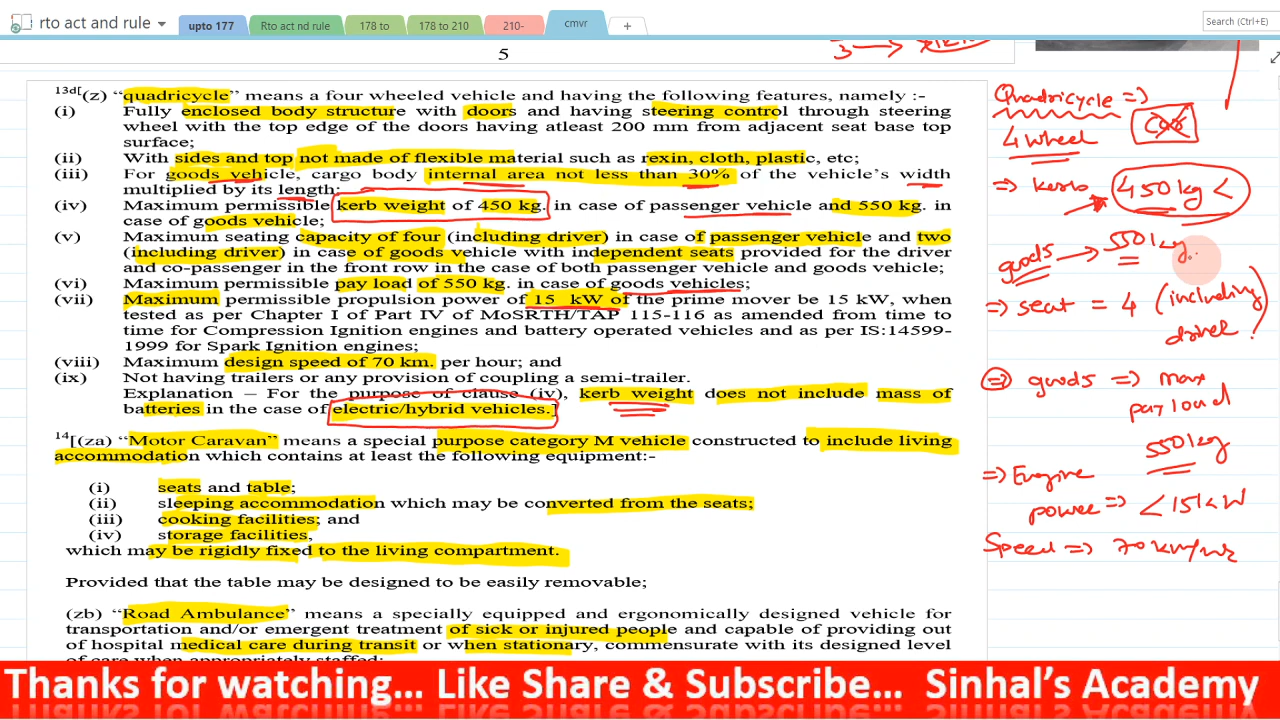 rto act and rule
upto 177
Rto act nd rule
178 to
178 to 210
210-
cmvr
Search (Ctrl+E)
5
3 →
13d[(z) “quadricycle” means a four wheeled vehicle and having the following features, namely :-
(i) Fully enclosed body structure with doors and having steering control through steering
wheel with the top edge of the doors having atleast 200 mm from adjacent seat base top
surface;
(ii) With sides and top not made of flexible material such as rexin, cloth, plastic, etc;
(iii) For goods vehicle, cargo body internal area not less than 30% of the vehicle’s width
multiplied by its length;
(iv) Maximum permissible kerb weight of 450 kg. in case of passenger vehicle and 550 kg. in
case of goods vehicle;
(v) Maximum seating capacity of four (including driver) in case of passenger vehicle and two
(including driver) in case of goods vehicle with independent seats provided for the driver
and co-passenger in the front row in the case of both passenger vehicle and goods vehicle;
(vi) Maximum permissible pay load of 550 kg. in case of goods vehicles;
(vii) Maximum permissible propulsion power of 15 kW of the prime mover be 15 kW, when
tested as per Chapter I of Part IV of MoSRTH/TAP 115-116 as amended from time to
time for Compression Ignition engines and battery operated vehicles and as per IS:14599-
1999 for Spark Ignition engines;
(viii) Maximum design speed of 70 km. per hour; and
(ix) Not having trailers or any provision of coupling a semi-trailer.
Explanation – For the purpose of clause (iv), kerb weight does not include mass of
batteries in the case of electric/hybrid vehicles.]
14[(za) “Motor Caravan” means a special purpose category M vehicle constructed to include living
accommodation which contains at least the following equipment:-
(i) seats and table;
(ii) sleeping accommodation which may be converted from the seats;
(iii) cooking facilities; and
(iv) storage facilities,
which may be rigidly fixed to the living compartment.
Provided that the table may be designed to be easily removable;
(zb) “Road Ambulance” means a specially equipped and ergonomically designed vehicle for
transportation and/or emergent treatment of sick or injured people and capable of providing out
of hospital medical care during transit or when stationary, commensurate with its designed level
of care when appropriately staffed;
Quadricycle ⇒
4 wheel
⇒ kerb 450 kg <
goods → 550 kg.
⇒ seat = 4 (including
driver)
⇒ goods ⇒ max
payload
550 kg
⇒ Engine
power ⇒ < 15 kW
Speed ⇒ 70 km/hr
Thanks for watching... Like Share & Subscribe... Sinhal’s Academy